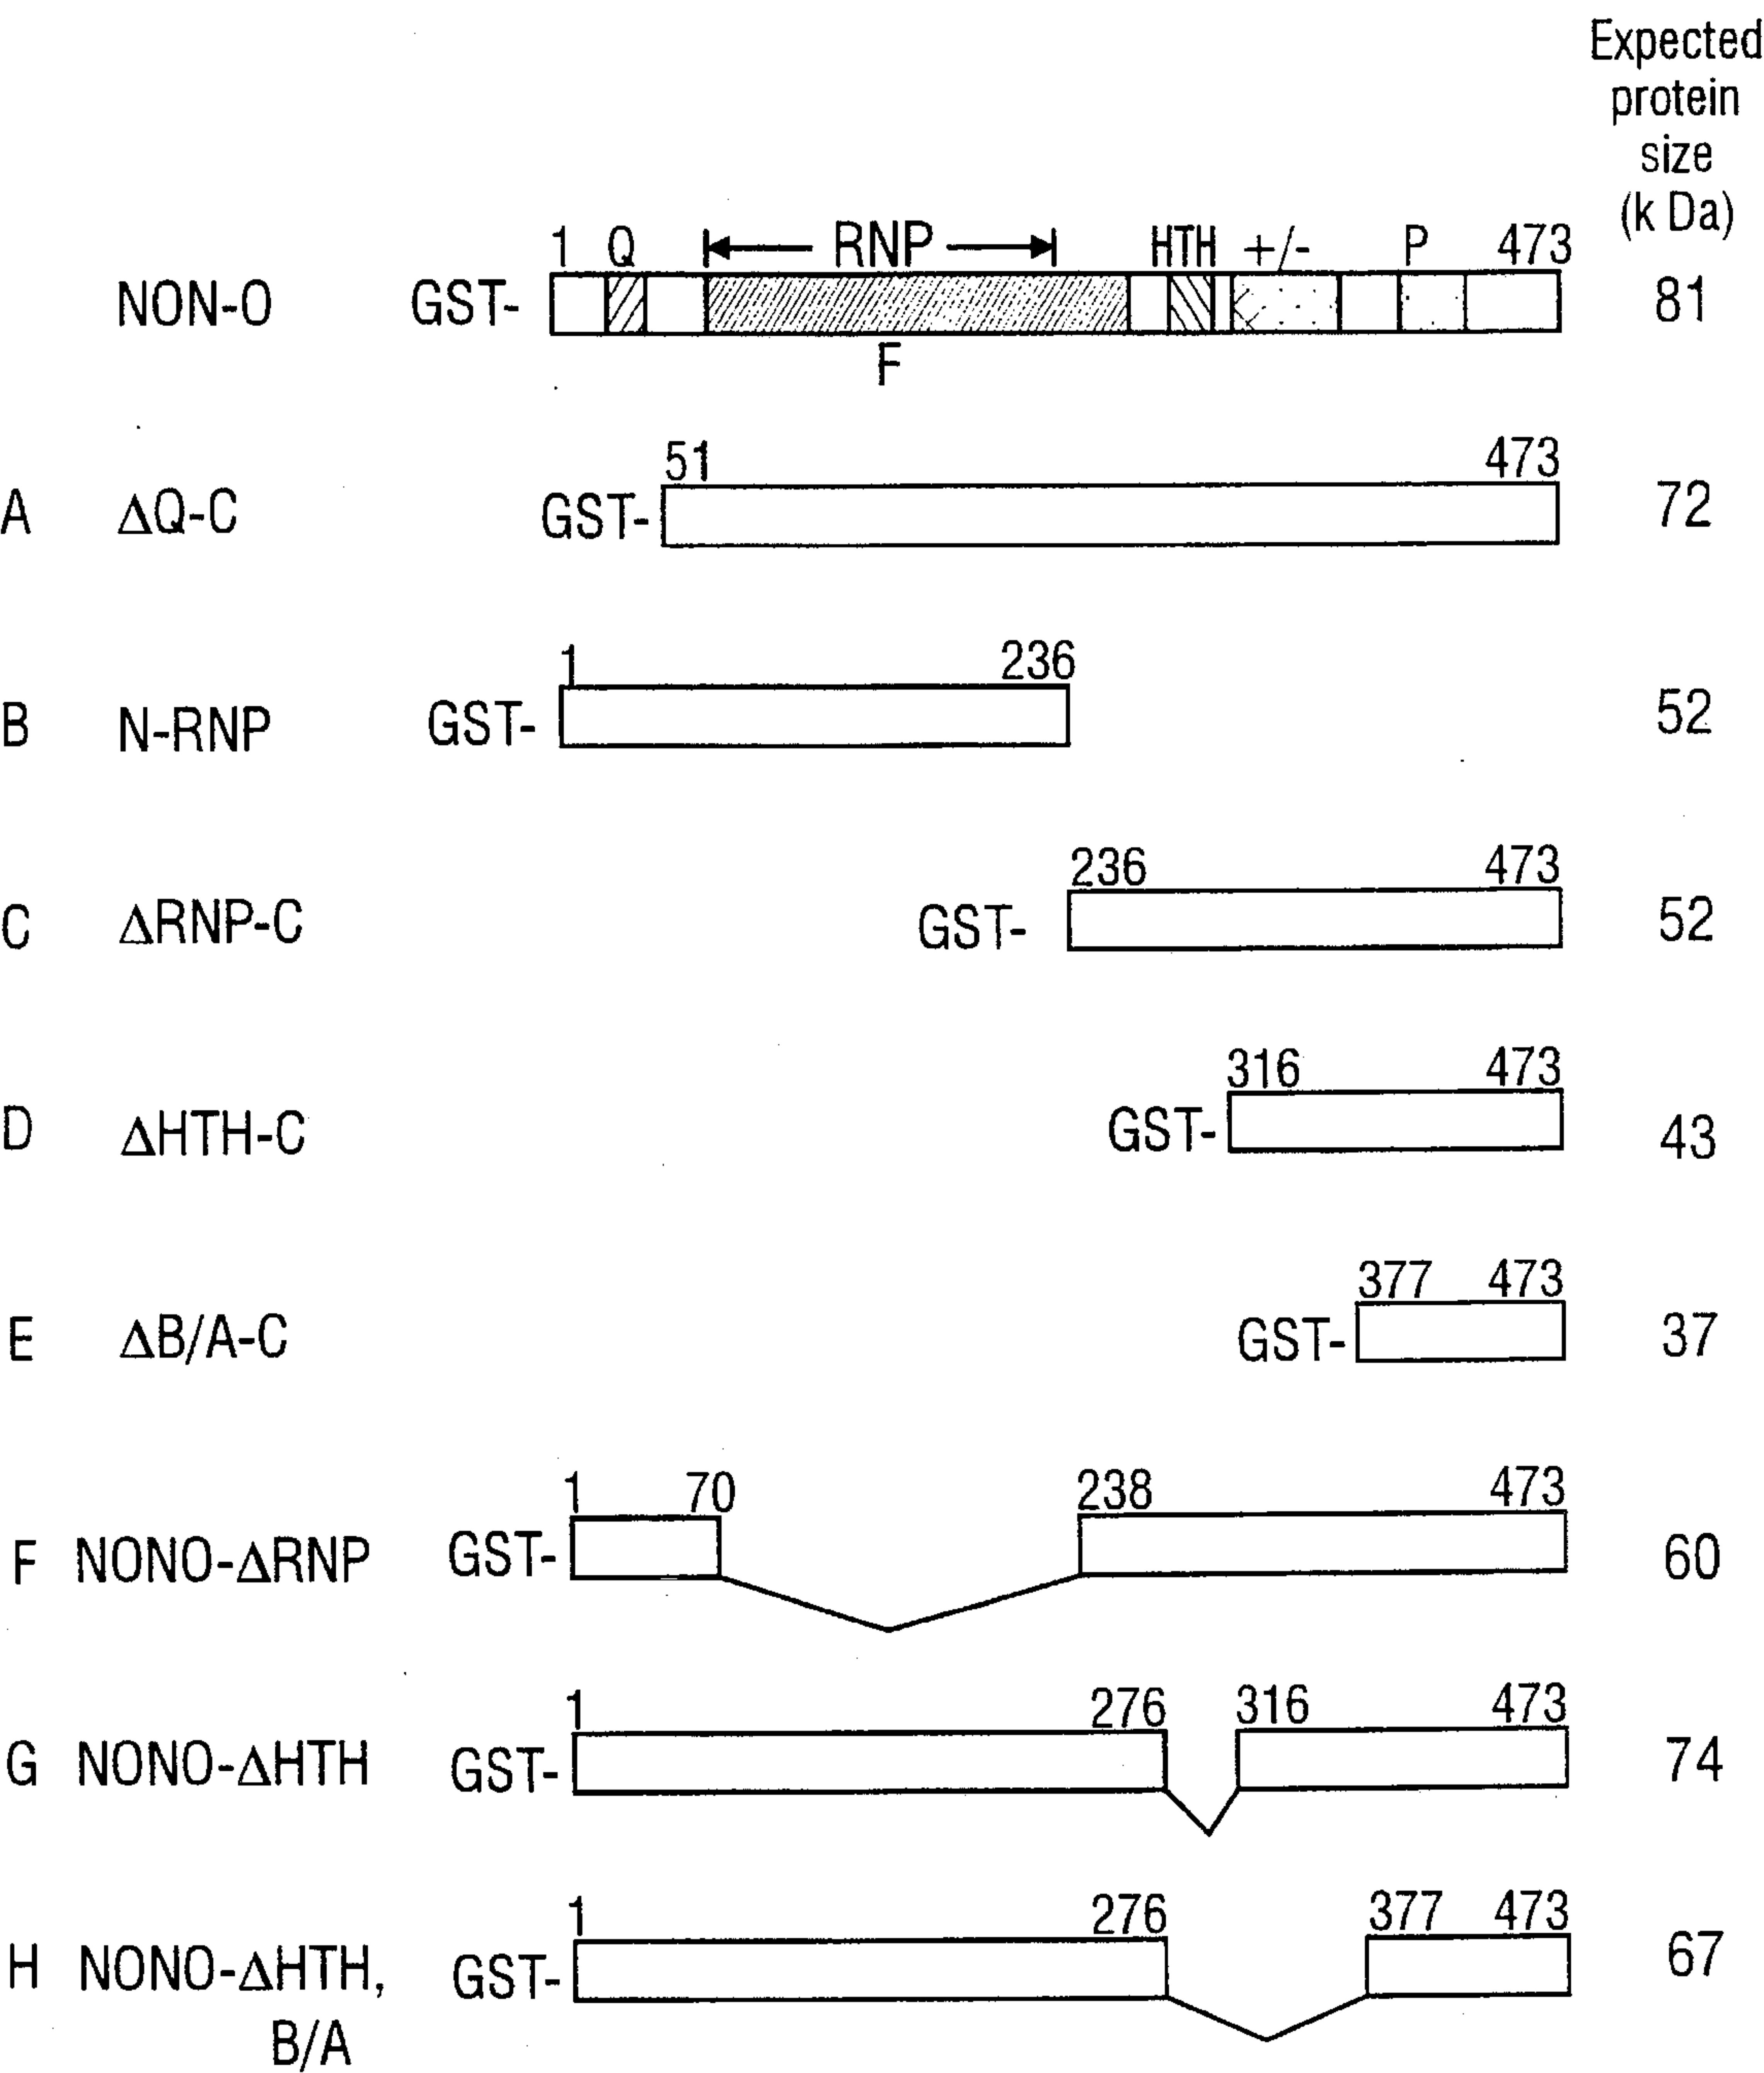 Expected
protein
size
(k Da)
1 Q RNP HTH +/- P 473
NON-O GST- 81
F
51 473
A ΔQ-C GST- 72
1 236
B N-RNP GST- 52
236 473
C ΔRNP-C GST- 52
316 473
D ΔHTH-C GST- 43
377 473
E ΔB/A-C GST- 37
1 70 238 473
F NONO-ΔRNP GST- 60
1 276 316 473
G NONO-ΔHTH GST- 74
1 276 377 473
H NONO-ΔHTH, GST- 67
B/A